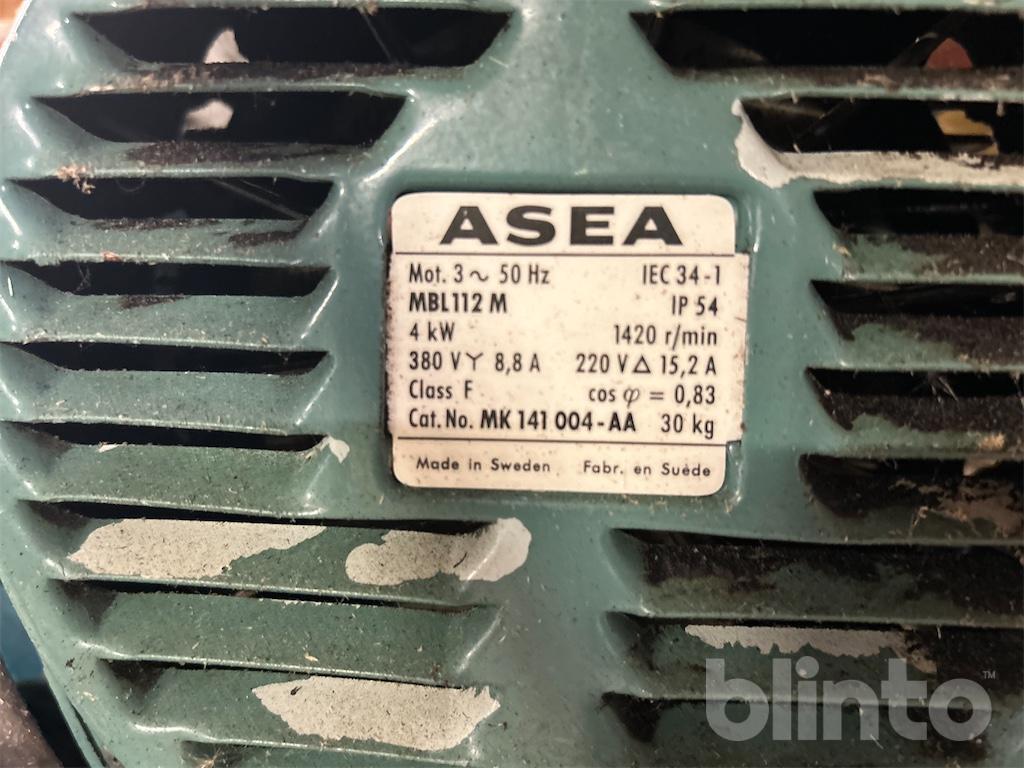 ASEA
Mot. 3 ~ 50 Hz IEC 34-1
MBL112 M IP 54
4 kW 1420 r/min
380 V Y 8,8 A 220 V Δ 15,2 A
Class F cos φ = 0,83
Cat. No. MK 141 004-AA 30 kg
Made in Sweden Fabr. en Suède
blinto™